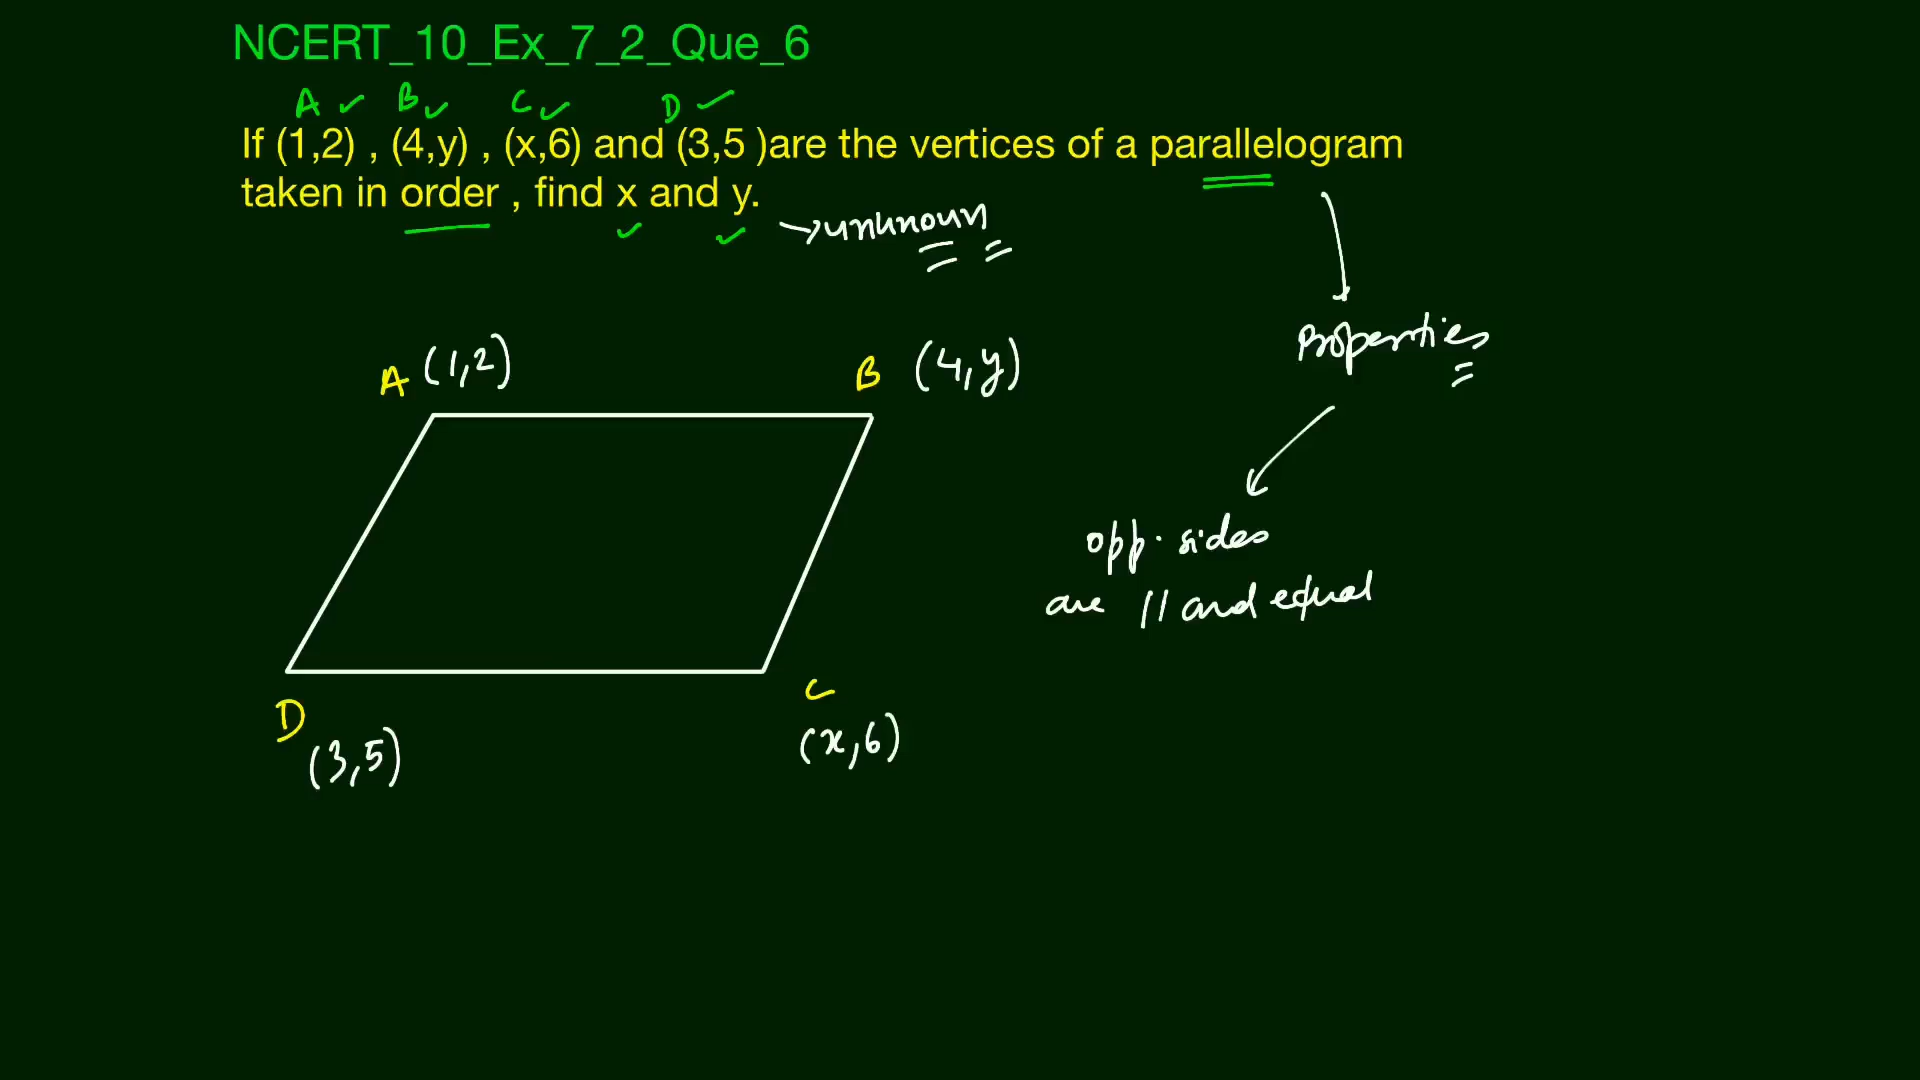 NCERT_10_Ex_7_2_Que_6
A B C D
If (1,2) , (4,y) , (x,6) and (3,5 )are the vertices of a parallelogram
taken in order , find x and y.
unknown
Properties
A (1,2)
B (4,y)
opp. sides
are || and equal
C
D
(x,6)
(3,5)